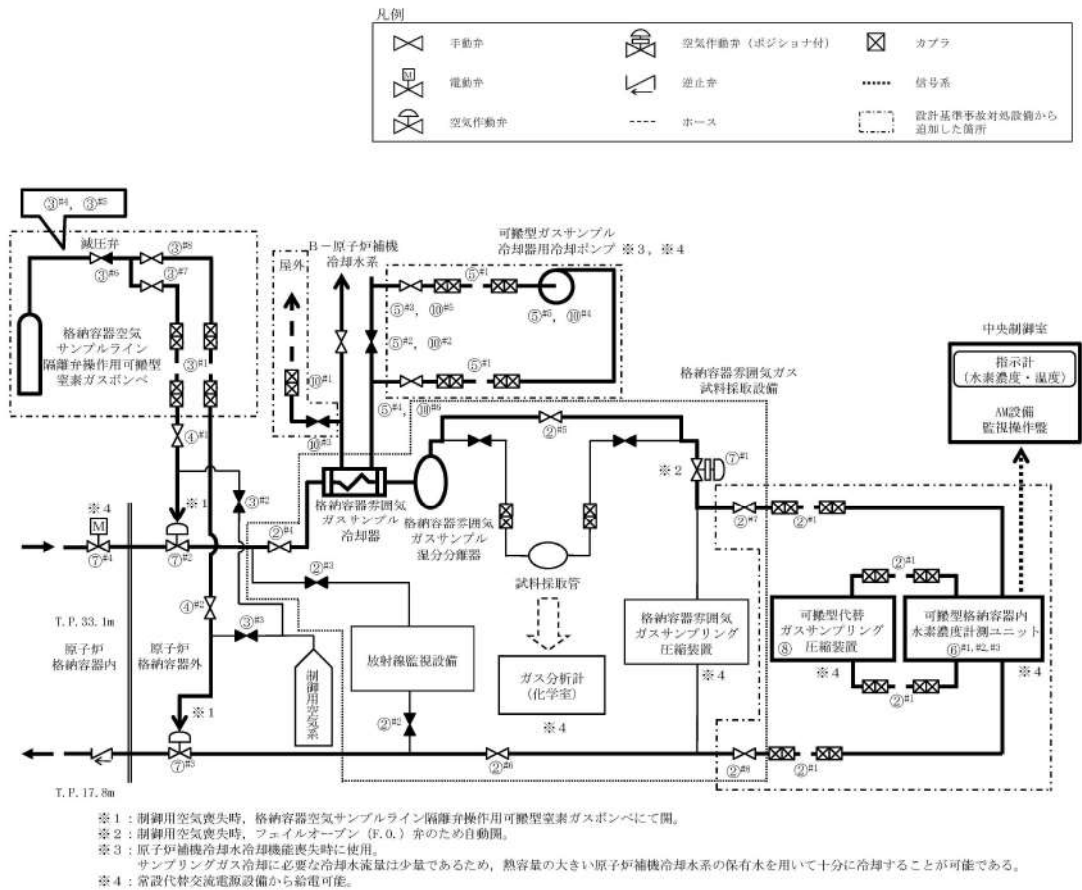 凡例
手動弁
空気作動弁（ポジショナ付）
カプラ
M
電動弁
逆止弁
信号系
空気作動弁
ホース
設計基準事故対処設備から
追加した箇所
③#4，③#5
減圧弁
③#8
③#6
③#7
格納容器空気
サンプルライン
隔離弁操作用可搬型
窒素ガスボンベ
③#1
屋外
B－原子炉補機
冷却水系
可搬型ガスサンプル
冷却器用冷却ポンプ ※3，※4
⑤#1
⑤#3，⑩#5
⑤#5，⑩#4
⑤#2，⑩#2
⑤#1
⑩#1
⑤#4，⑩#6
⑩#3
格納容器雰囲気ガス
試料採取設備
中央制御室
指示計
（水素濃度・温度）
AM設備
監視操作盤
④#1
②#5
※2
⑦#1
③#2
※1
※4
M
⑦#4
⑦#2
②#4
格納容器雰囲気
ガスサンプル
冷却器
格納容器雰囲気
ガスサンプル
湿分分離器
②#7
②#1
②#3
試料採取管
②#1
④#2
③#3
T.P.33.1m
原子炉
格納容器内
原子炉
格納容器外
制御用空気系
放射線監視設備
ガス分析計
（化学室）
※4
格納容器雰囲気
ガスサンプリング
圧縮装置
※4
可搬型代替
ガスサンプリング
⑧圧縮装置
※4
可搬型格納容器内
水素濃度計測ユニット
⑥#1,#2,#3
※4
②#1
※1
②#2
⑦#3
②#6
②#8
②#1
T.P.17.8m
※1：制御用空気喪失時，格納容器空気サンプルライン隔離弁操作用可搬型窒素ガスボンベにて開。
※2：制御用空気喪失時，フェイルオープン（F.O.）弁のため自動開。
※3：原子炉補機冷却水冷却機能喪失時に使用。
サンプリングガス冷却に必要な冷却水流量は少量であるため，熱容量の大きい原子炉補機冷却水系の保有水を用いて十分に冷却することが可能である。
※4：常設代替交流電源設備から給電可能。